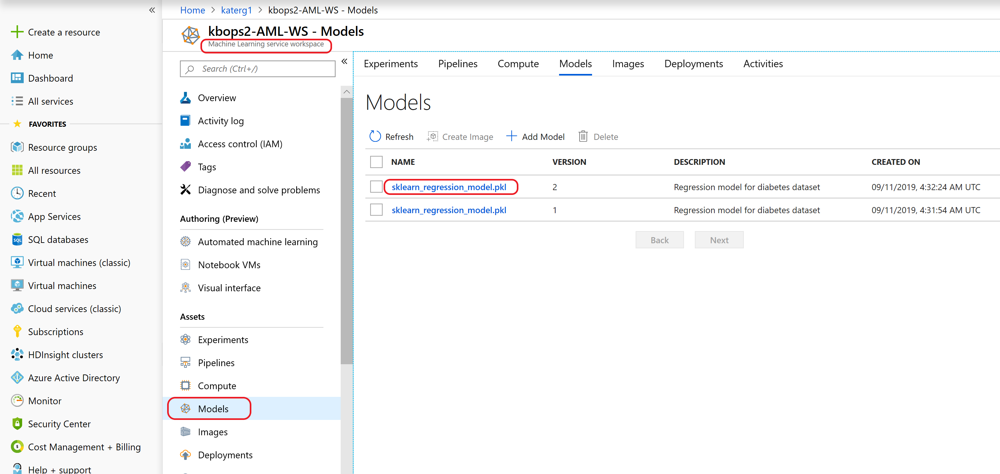 Home > katerg1 > kbops2-AML-WS - Models
kbops2-AML-WS - Models
Machine Learning service workspace
Create a resource
Home
Dashboard
All services
FAVORITES
Resource groups
All resources
Recent
App Services
SQL databases
Virtual machines (classic)
Virtual machines
Cloud services (classic)
Subscriptions
HDInsight clusters
Azure Active Directory
Monitor
Security Center
Cost Management + Billing
Help + support
Search (Ctrl+/)
Overview
Activity log
Access control (IAM)
Tags
Diagnose and solve problems
Authoring (Preview)
Automated machine learning
Notebook VMs
Visual interface
Assets
Experiments
Pipelines
Compute
Models
Images
Deployments
Experiments Pipelines Compute Models Images Deployments Activities
Models
Refresh Create Image Add Model Delete
NAME VERSION DESCRIPTION CREATED ON
sklearn_regression_model.pkl 2 Regression model for diabetes dataset 09/11/2019, 4:32:24 AM UTC
sklearn_regression_model.pkl 1 Regression model for diabetes dataset 09/11/2019, 4:31:54 AM UTC
Back Next